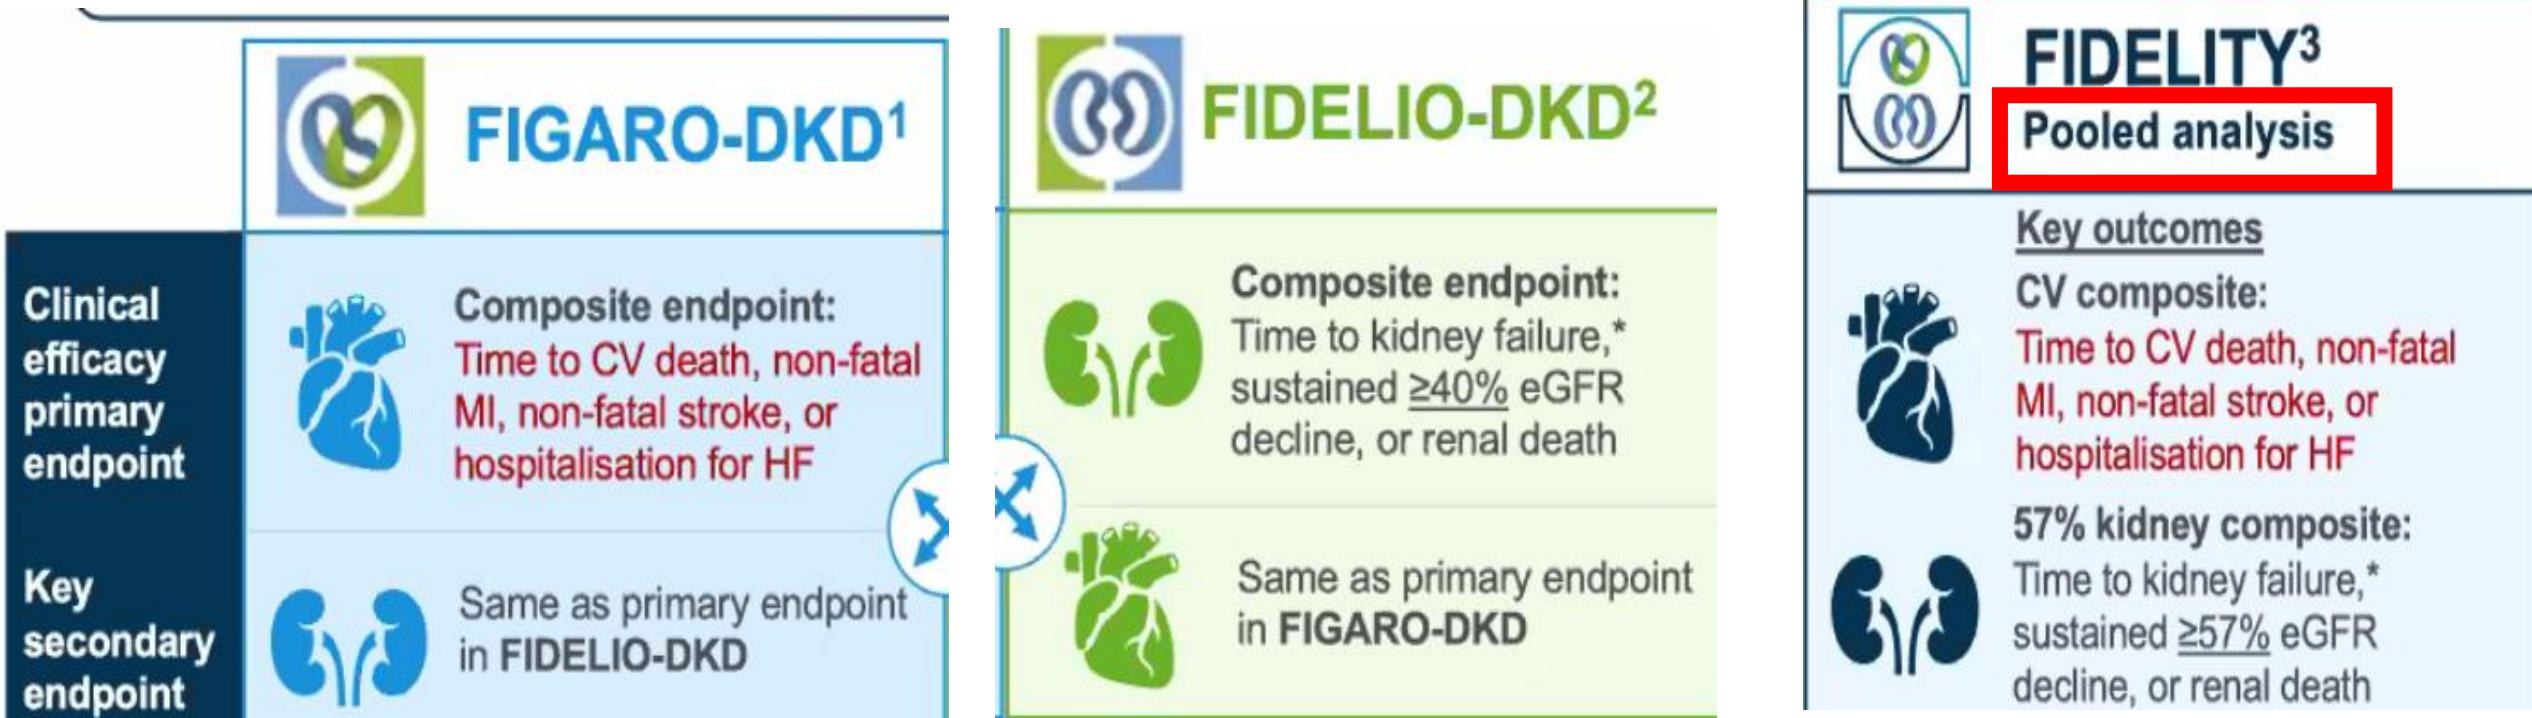 FIGARO-DKD¹
Clinical
efficacy
primary
endpoint
Composite endpoint:
Time to CV death, non-fatal
MI, non-fatal stroke, or
hospitalisation for HF
Key
secondary
endpoint
Same as primary endpoint
in FIDELIO-DKD
FIDELIO-DKD²
Composite endpoint:
Time to kidney failure,*
sustained ≥40% eGFR
decline, or renal death
Same as primary endpoint
in FIGARO-DKD
FIDELITY³
Pooled analysis
Key outcomes
CV composite:
Time to CV death, non-fatal
MI, non-fatal stroke, or
hospitalisation for HF
57% kidney composite:
Time to kidney failure,*
sustained ≥57% eGFR
decline, or renal death